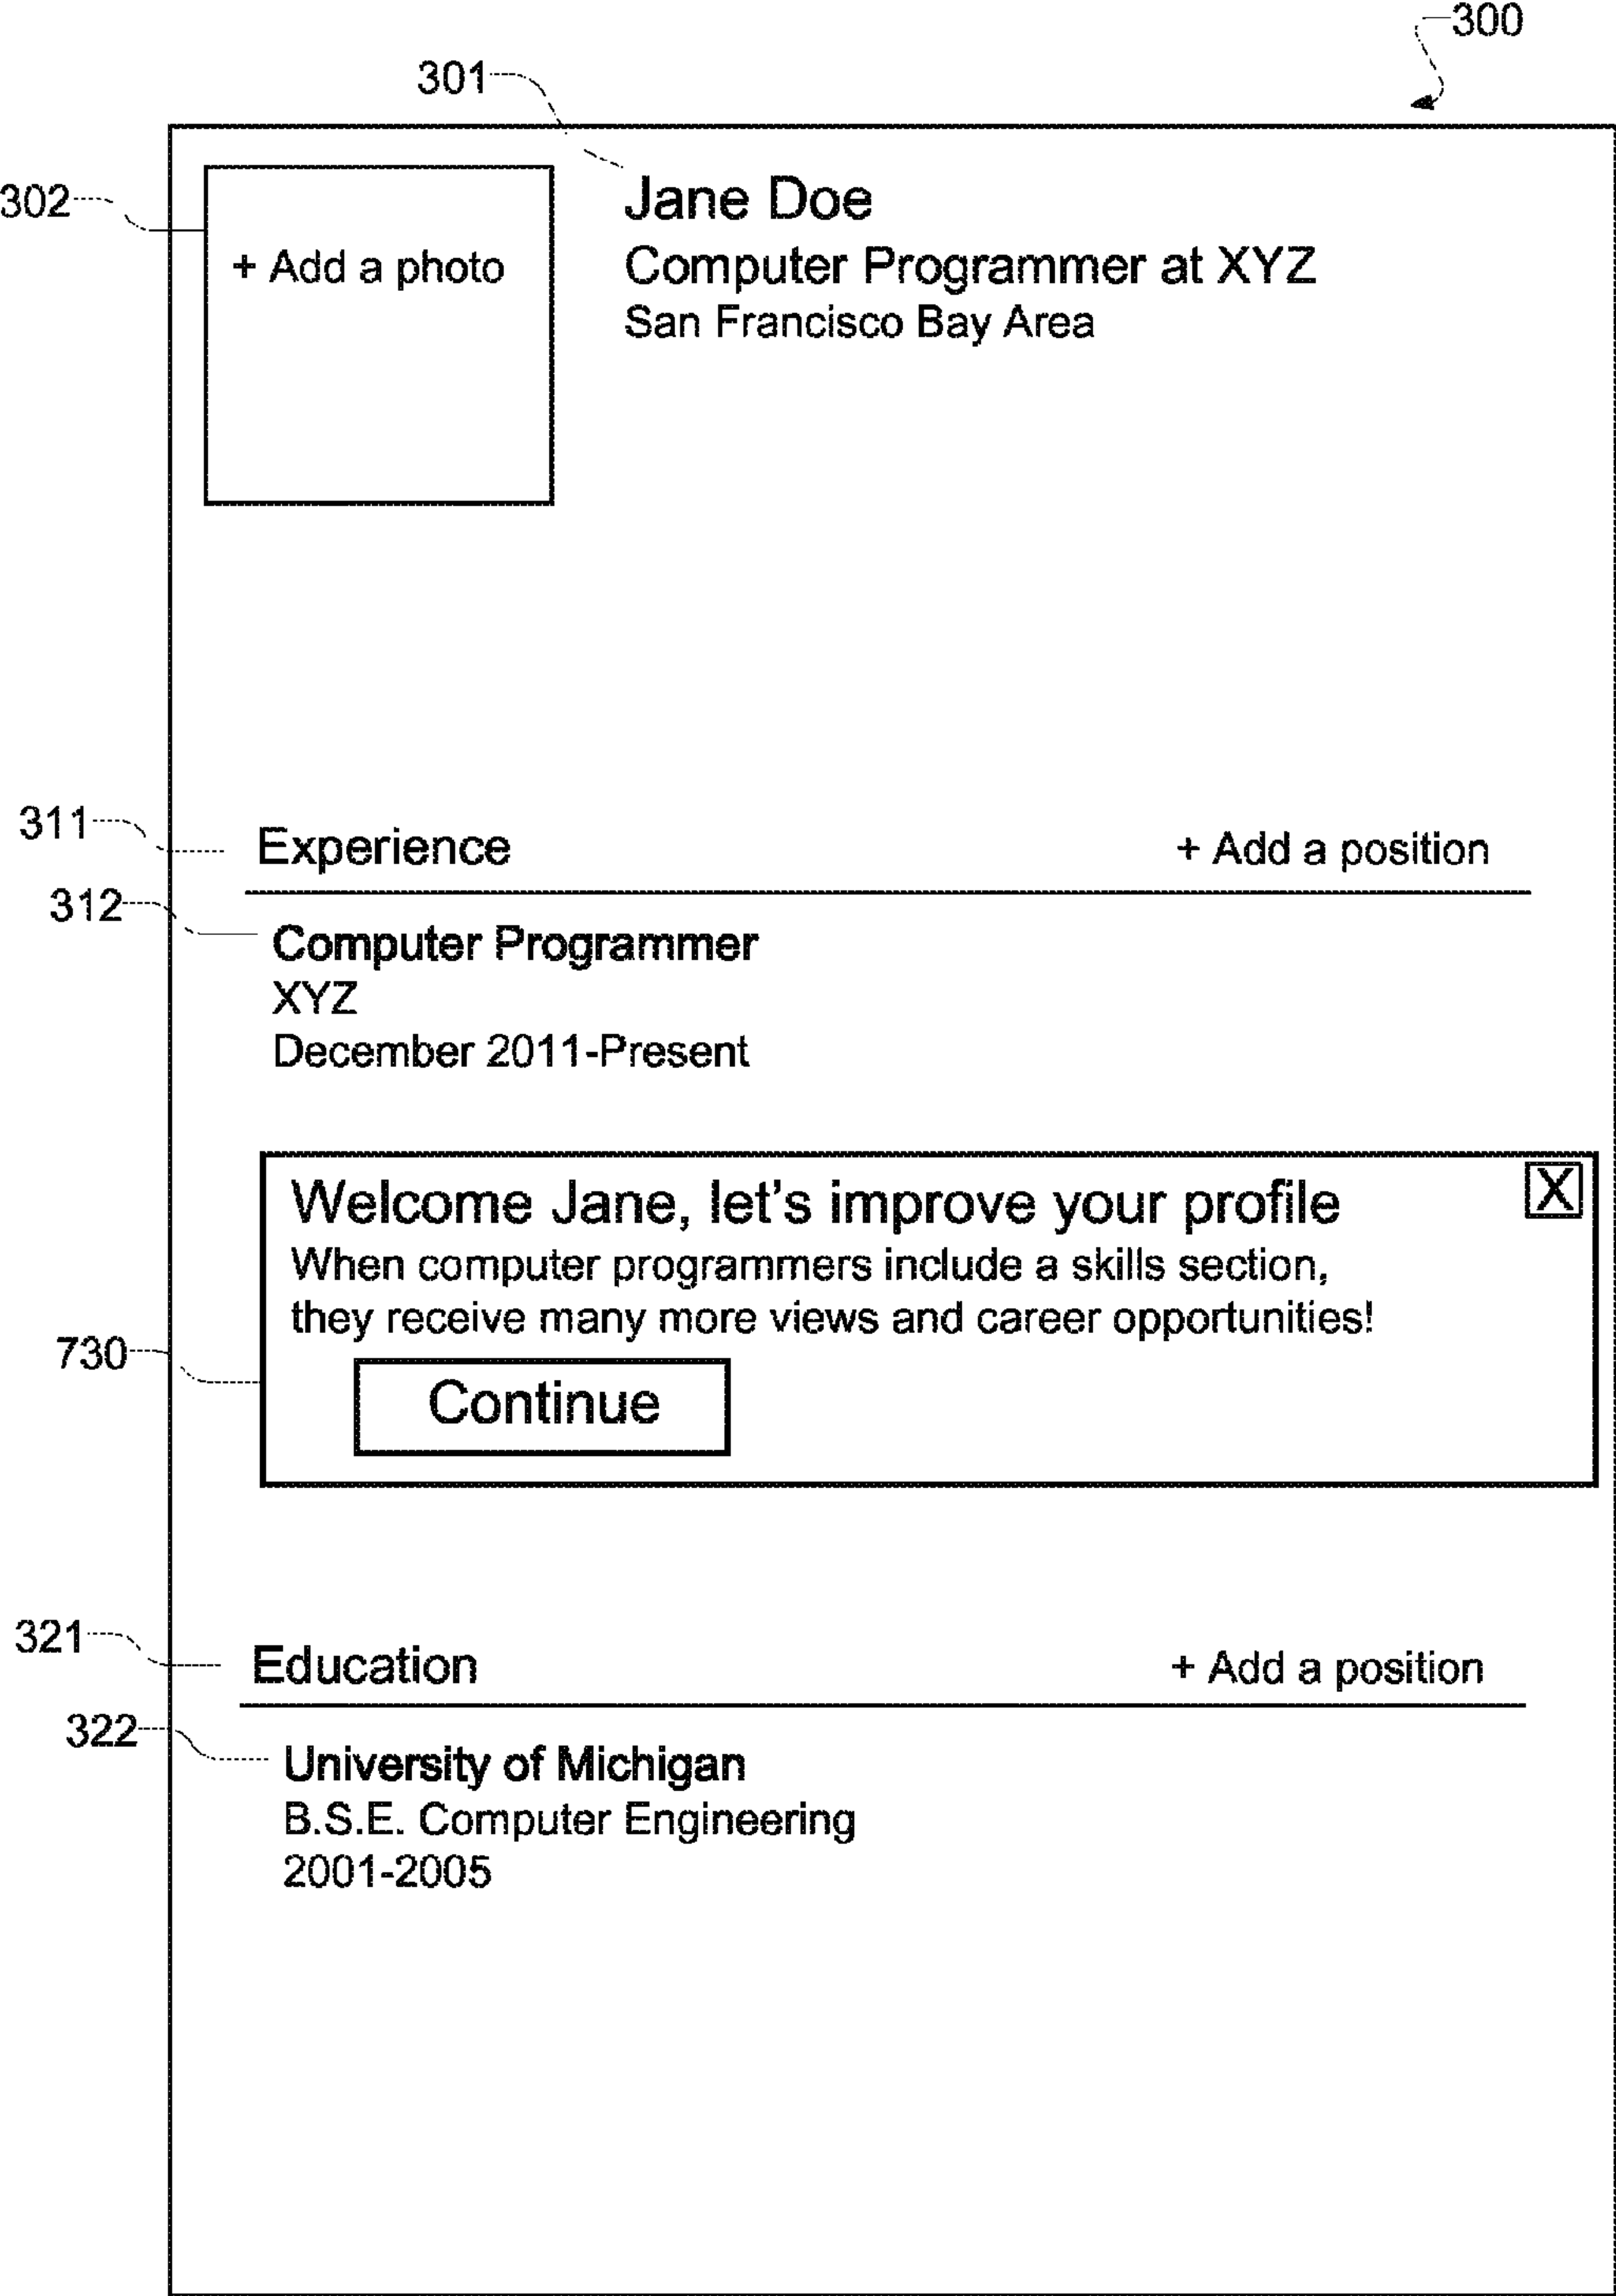 300
301
302
+ Add a photo
Jane Doe
Computer Programmer at XYZ
San Francisco Bay Area
311
Experience + Add a position
312
Computer Programmer
XYZ
December 2011-Present
Welcome Jane, let's improve your profile X
When computer programmers include a skills section,
they receive many more views and career opportunities!
730
Continue
321
Education + Add a position
322
University of Michigan
B.S.E. Computer Engineering
2001-2005